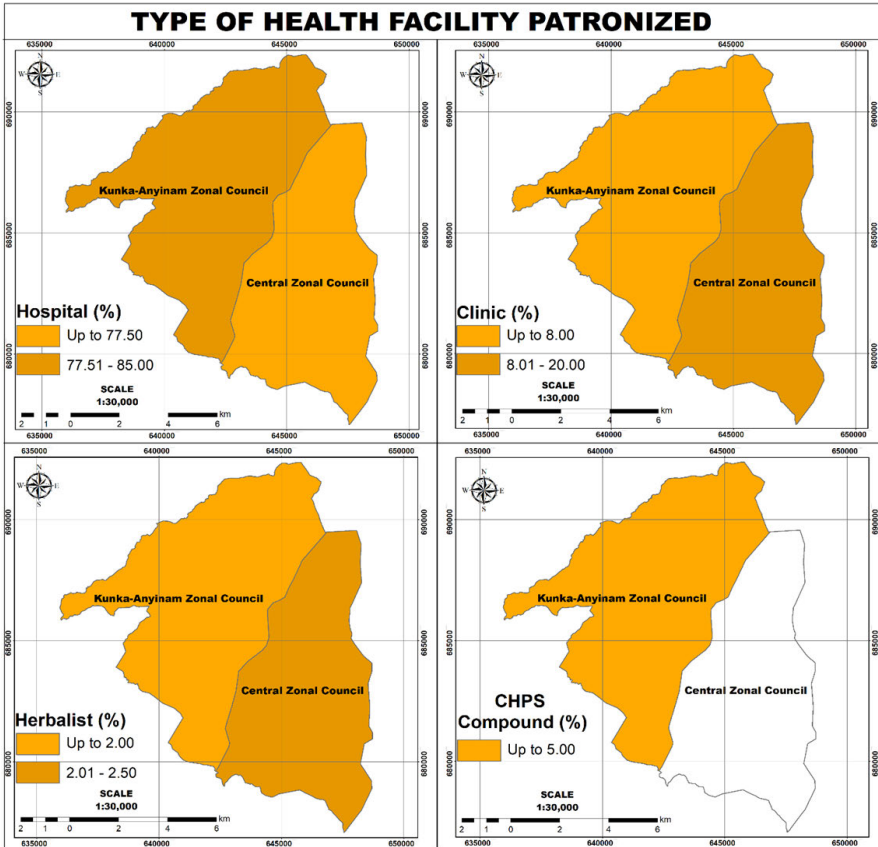 TYPE OF HEALTH FACILITY PATRONIZED
635000 640000 645000 650000
N
W E
S
690000
685000
680000
Kunka-Anyinam Zonal Council
Central Zonal Council
Hospital (%)
Up to 77.50
77.51 - 85.00
SCALE
1:30,000
2 1 0 2 4 6 km
635000 640000 645000 650000
635000 640000 645000 650000
N
W E
S
690000
685000
680000
Kunka-Anyinam Zonal Council
Central Zonal Council
Clinic (%)
Up to 8.00
8.01 - 20.00
SCALE
1:30,000
2 1 0 2 4 6 km
635000 640000 645000 650000
635000 640000 645000 650000
N
W E
S
690000
685000
680000
Kunka-Anyinam Zonal Council
Central Zonal Council
Herbalist (%)
Up to 2.00
2.01 - 2.50
SCALE
1:30,000
2 1 0 2 4 6 km
635000 640000 645000 650000
635000 640000 645000 650000
N
W E
S
690000
685000
680000
Kunka-Anyinam Zonal Council
Central Zonal Council
CHPS
Compound (%)
Up to 5.00
SCALE
1:30,000
2 1 0 2 4 6 km
635000 640000 645000 650000